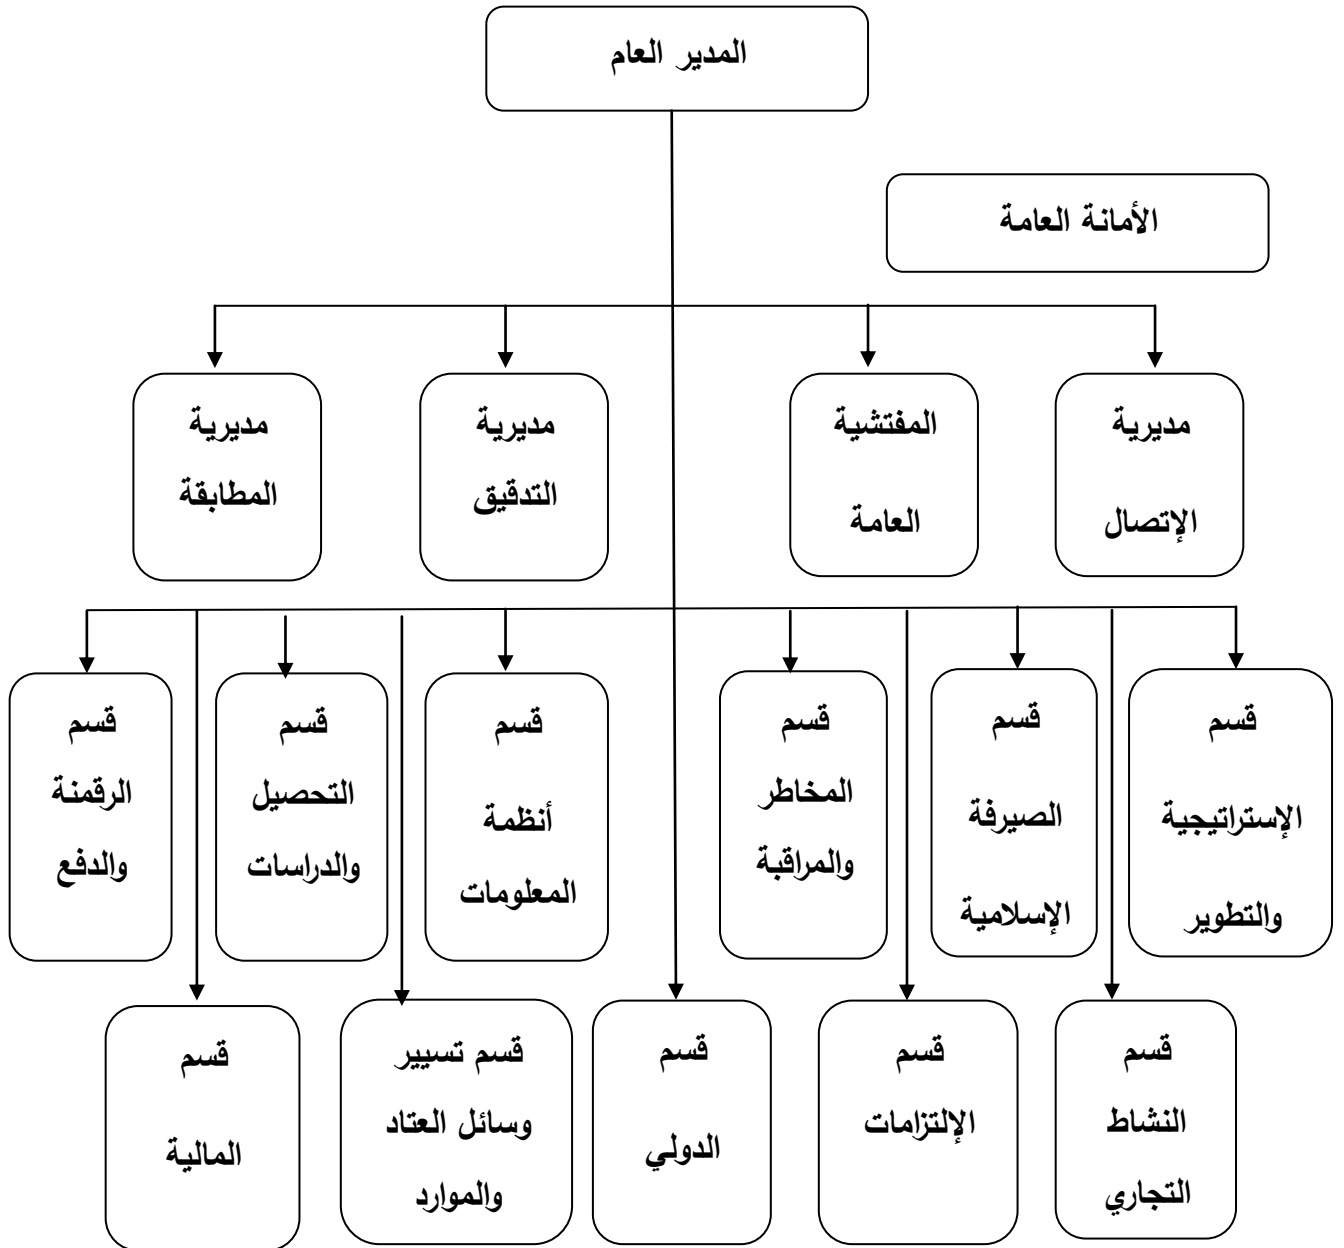 المدير العام
الأمانة العامة
مديرية
الإتصال
المفتشية
العامة
مديرية
التدقيق
مديرية
المطابقة
قسم
الإستراتيجية
والتطوير
قسم
الصيرفة
الإسلامية
قسم
المخاطر
والمراقبة
قسم
أنظمة
المعلومات
قسم
التحصيل
والدراسات
قسم
الرقمنة
والدفع
قسم
النشاط
التجاري
قسم
الإلتزامات
قسم
الدولي
قسم تسيير
وسائل العتاد
والموارد
قسم
المالية